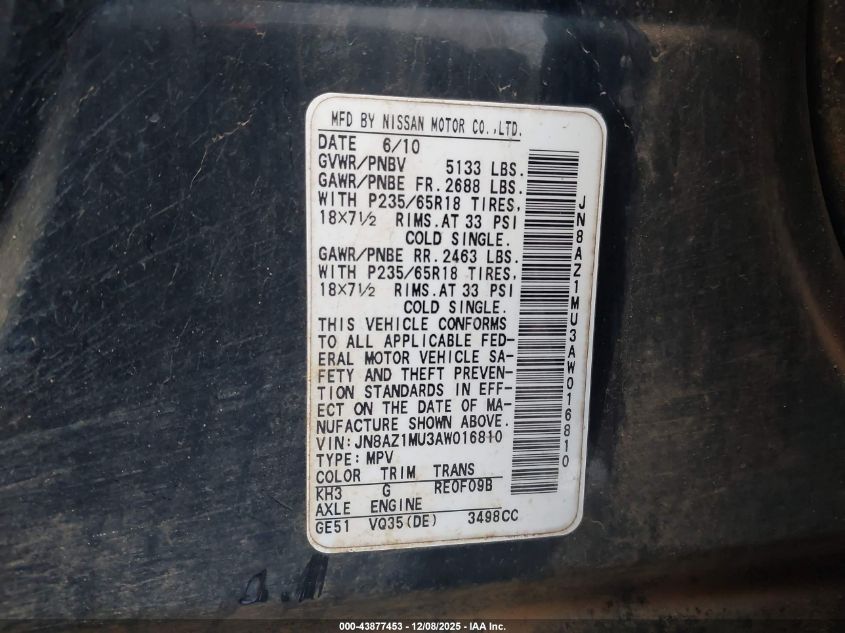 MFD BY NISSAN MOTOR CO.,LTD.
DATE 6/10
GVWR/PNBV 5133 LBS.
GAWR/PNBE FR. 2688 LBS.
WITH P235/65R18 TIRES,
18X7½ RIMS.AT 33 PSI
COLD SINGLE.
GAWR/PNBE RR. 2463 LBS.
WITH P235/65R18 TIRES,
18X7½ RIMS.AT 33 PSI
COLD SINGLE.
THIS VEHICLE CONFORMS
TO ALL APPLICABLE FED-
ERAL MOTOR VEHICLE SA-
FETY AND THEFT PREVEN-
TION STANDARDS IN EFF-
ECT ON THE DATE OF MA-
NUFACTURE SHOWN ABOVE.
VIN:JN8AZ1MU3AW016810
TYPE: MPV
COLOR TRIM TRANS
KH3 G RE0F09B
AXLE ENGINE
GE51 VQ35(DE) 3498CC
JN8AZ1MU3AW016810
000-43877453 - 12/08/2025 - IAA Inc.